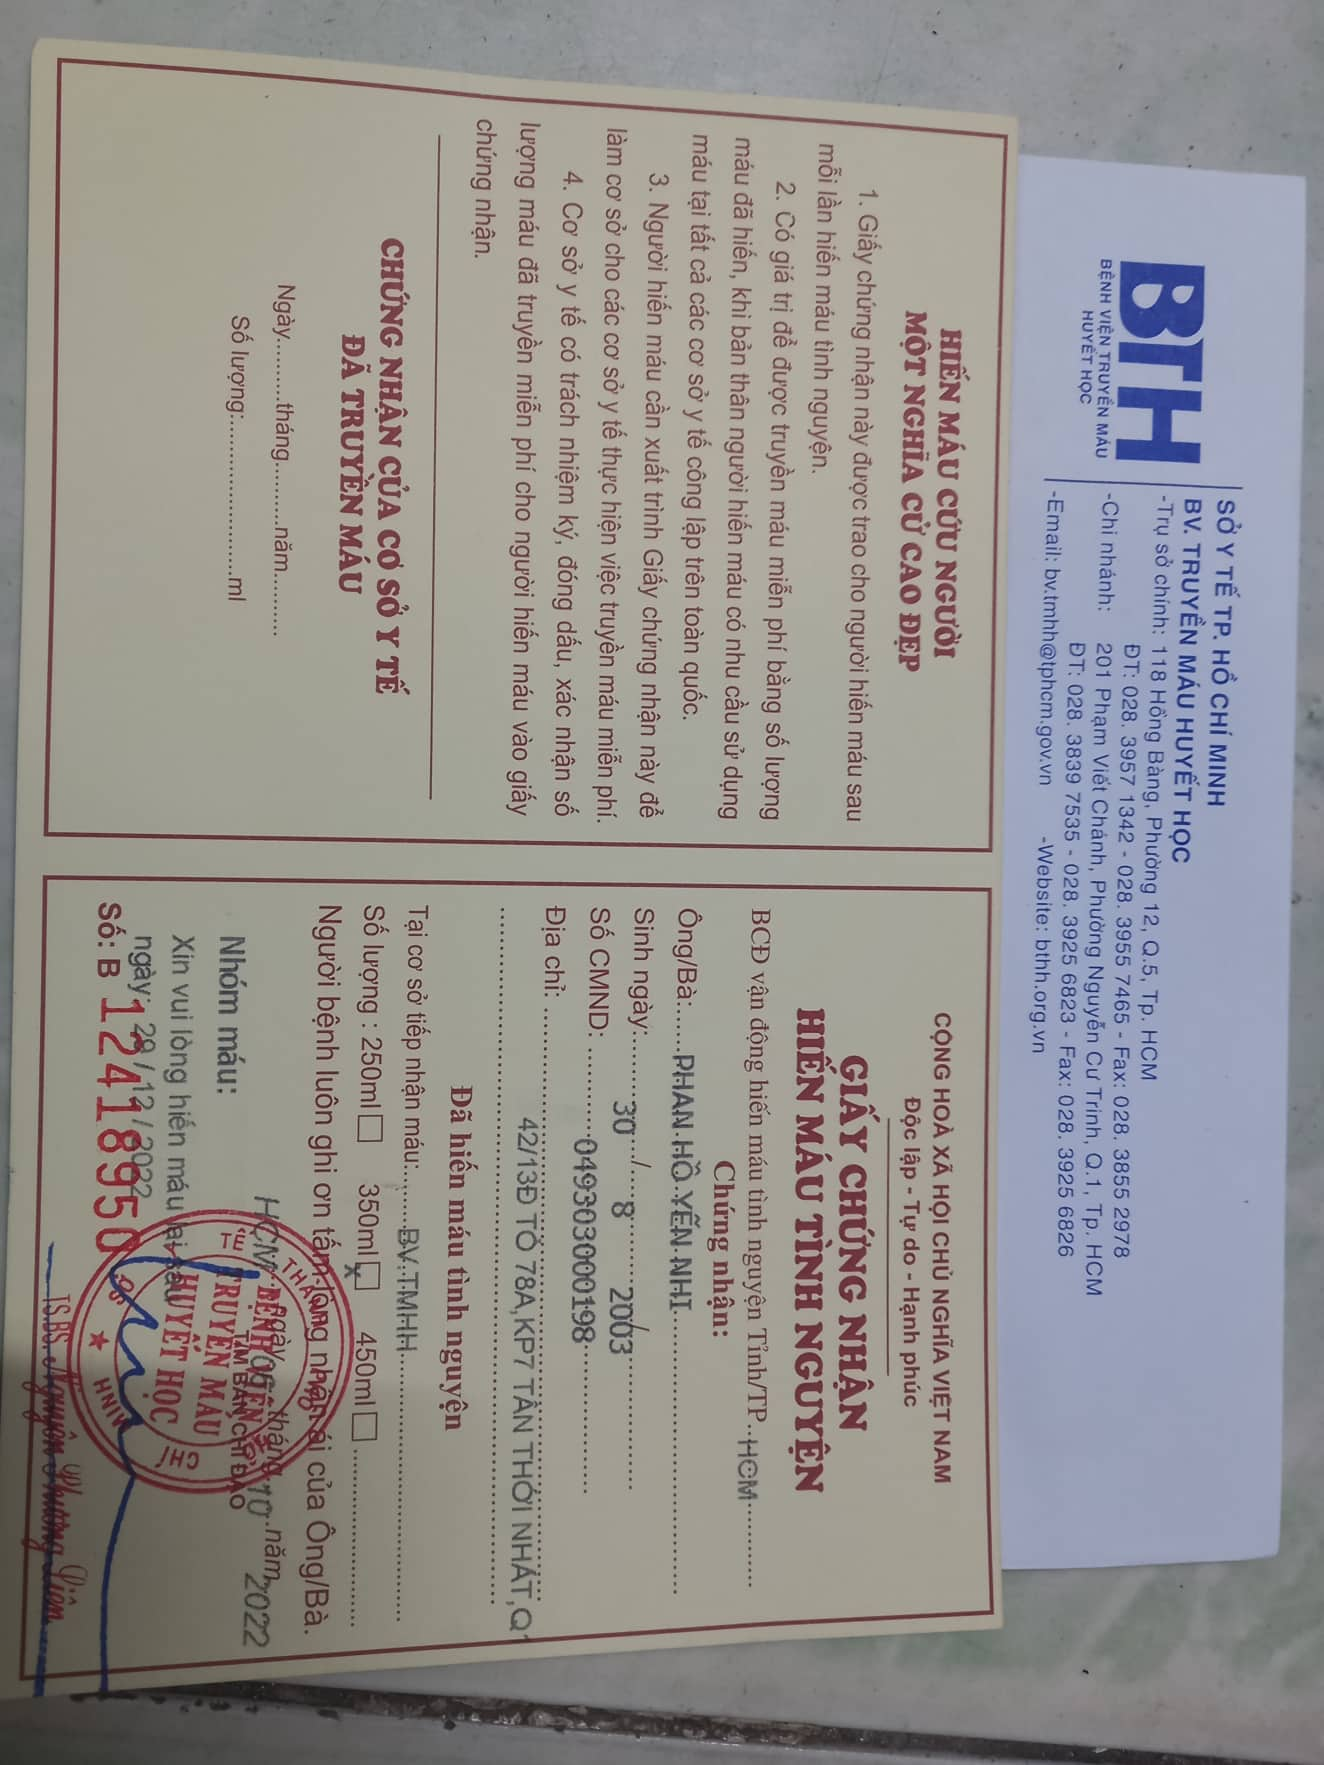 BTH
BỆNH VIỆN TRUYỀN MÁU
HUYẾT HỌC
SỞ Y TẾ TP. HỒ CHÍ MINH
BV. TRUYỀN MÁU HUYẾT HỌC
-Trụ sở chính: 118 Hồng Bàng, Phường 12, Q.5, Tp. HCM
ĐT: 028. 3957 1342 - 028. 3955 7465 - Fax: 028. 3855 2978
-Chi nhánh: 201 Phạm Viết Chánh, Phường Nguyễn Cư Trinh, Q.1, Tp. HCM
ĐT: 028. 3839 7535 - 028. 3925 6823 - Fax: 028. 3925 6826
-Email: bv.tmhh@tphcm.gov.vn -Website: bthh.org.vn
HIẾN MÁU CỨU NGƯỜI
MỘT NGHĨA CỬ CAO ĐẸP
1. Giấy chứng nhận này được trao cho người hiến máu sau
mỗi lần hiến máu tình nguyện.
2. Có giá trị để được truyền máu miễn phí bằng số lượng
máu đã hiến, khi bản thân người hiến máu có nhu cầu sử dụng
máu tại tất cả các cơ sở y tế công lập trên toàn quốc.
3. Người hiến máu cần xuất trình Giấy chứng nhận này để
làm cơ sở cho các cơ sở y tế thực hiện việc truyền máu miễn phí.
4. Cơ sở y tế có trách nhiệm ký, đóng dấu, xác nhận số
lượng máu đã truyền miễn phí cho người hiến máu vào giấy
chứng nhận.
CHỨNG NHẬN CỦA CƠ SỞ Y TẾ
ĐÃ TRUYỀN MÁU
Ngày..........tháng..........năm..........
Số lượng:......................ml
CỘNG HOÀ XÃ HỘI CHỦ NGHĨA VIỆT NAM
Độc lập - Tự do - Hạnh phúc
GIẤY CHỨNG NHẬN
HIẾN MÁU TÌNH NGUYỆN
BCĐ vận động hiến máu tình nguyện Tỉnh/TP..HCM..........
Chứng nhận:
Ông/Bà:.....PHAN HỒ YẾN NHI..............................
Sinh ngày:........30 / 8 / 2003....................
Số CMND: ..........049303000198....................
Địa chỉ: ..........42/13Đ TỔ 78A,KP7 TÂN THỚI NHẤT,Q
Đã hiến máu tình nguyện
Tại cơ sở tiếp nhận máu:......BV.TMHH..............................
Số lượng : 250ml □ 350ml □ x 450ml □ ....................
Người bệnh luôn ghi ơn tấm lòng nhân ái của Ông/Bà.
HCM ngày 06 tháng 10 năm 2022
TM BAN CHỈ ĐẠO
Nhóm máu:
Xin vui lòng hiến máu lại sau
ngày: 29/12/2022
Số: B 12418950
BỆNH VIỆN
TRUYỀN MÁU
HUYẾT HỌC
TS.BS. Nguyễn Phương Liên